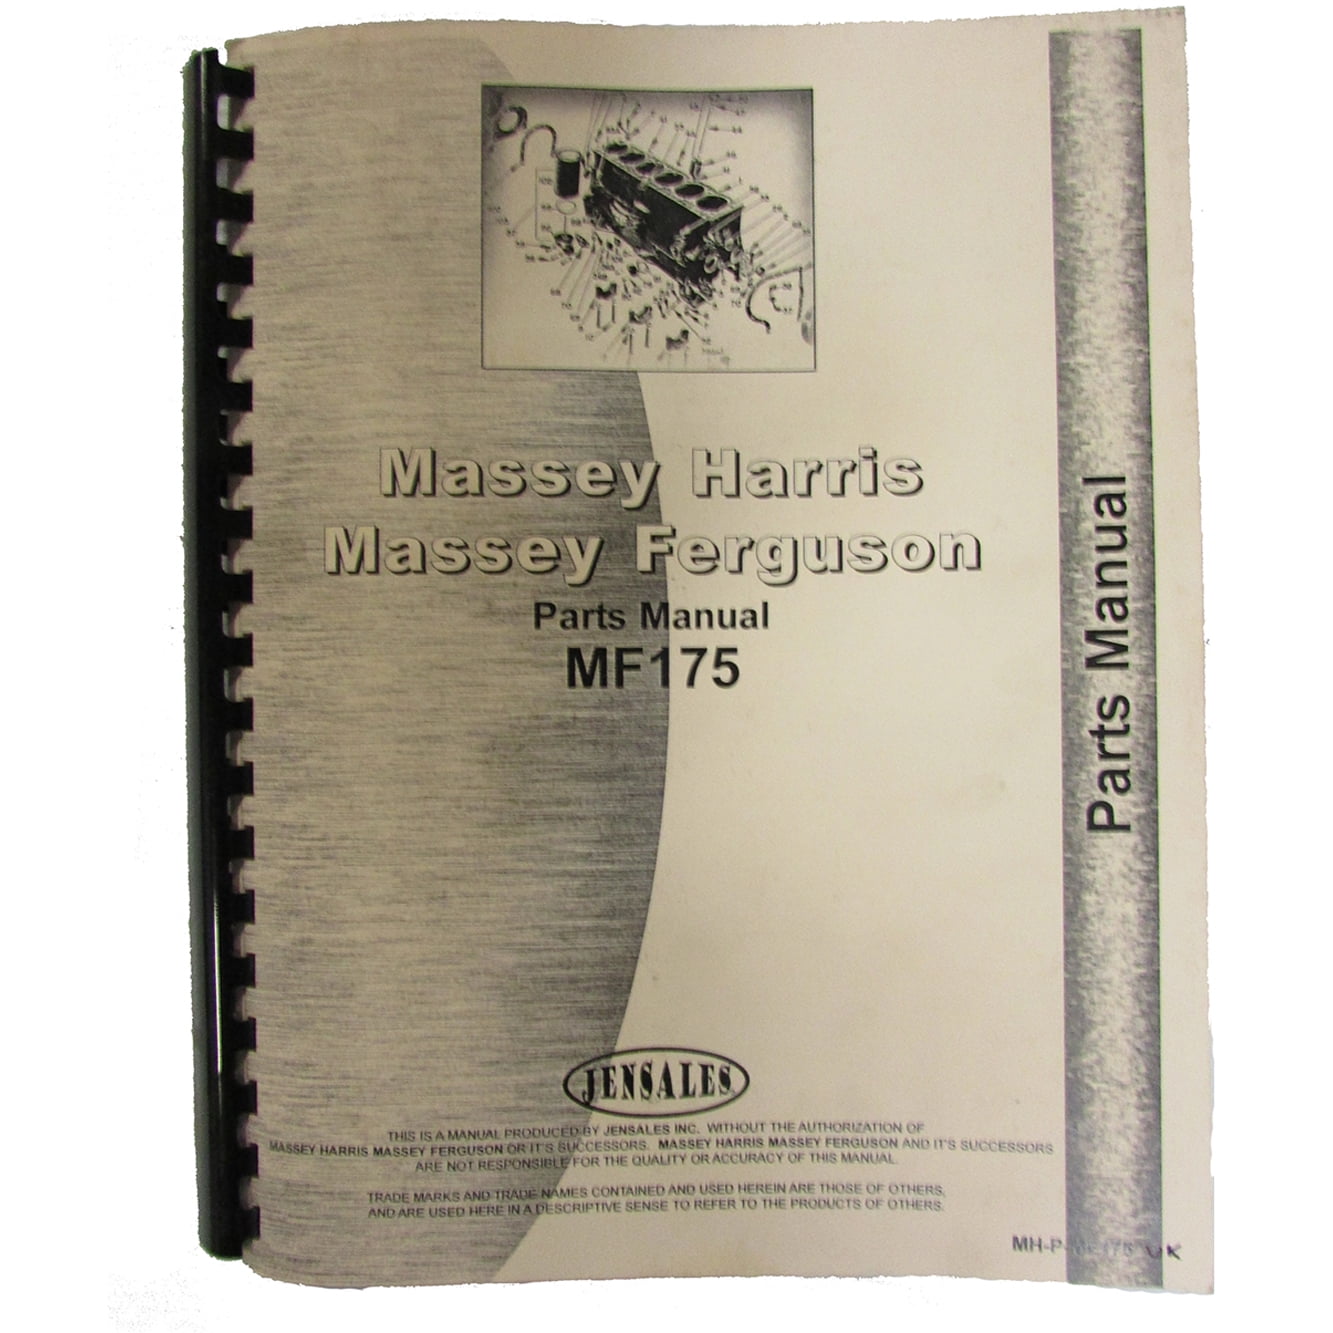 Massey Harris
Massey Ferguson
Parts Manual
MF175
Parts Manual
JENSALES
THIS IS A MANUAL PRODUCED BY JENSALES INC. WITHOUT THE AUTHORIZATION OF
MASSEY HARRIS MASSEY FERGUSON OR IT'S SUCCESSORS. MASSEY HARRIS MASSEY FERGUSON AND IT'S SUCCESSORS
ARE NOT RESPONSIBLE FOR THE QUALITY OR ACCURACY OF THIS MANUAL.
TRADE MARKS AND TRADE NAMES CONTAINED AND USED HEREIN ARE THOSE OF OTHERS,
AND ARE USED HERE IN A DESCRIPTIVE SENSE TO REFER TO THE PRODUCTS OF OTHERS.
MH-P-MF175 UK